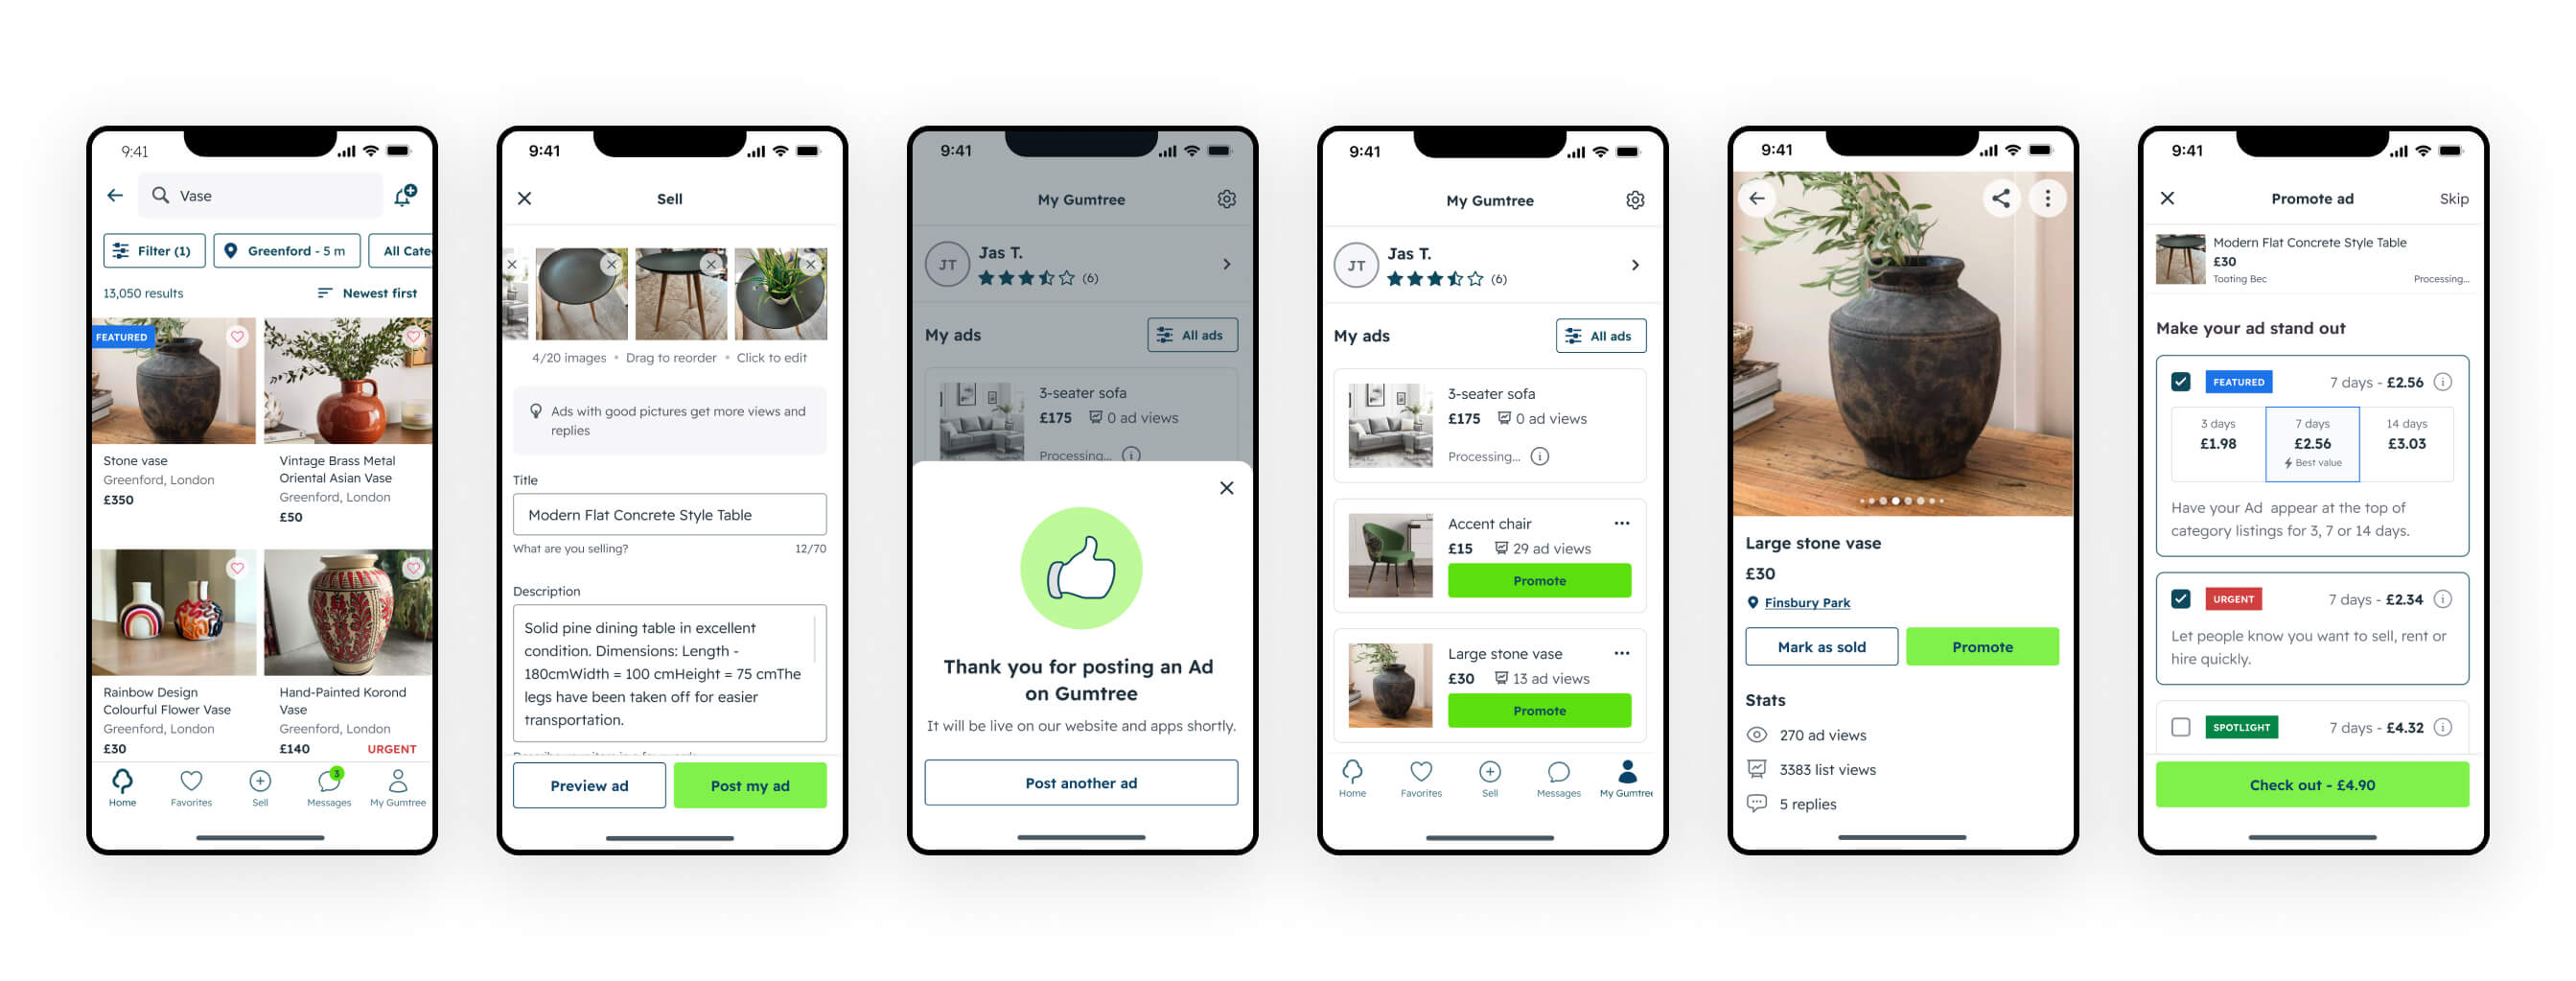 9:41
Vase
Filter (1)
Greenford - 5 m
All Cate
13,050 results
Newest first
FEATURED
Stone vase
Greenford, London
£350
Vintage Brass Metal
Oriental Asian Vase
Greenford, London
£50
Rainbow Design
Colourful Flower Vase
Greenford, London
£30
Hand-Painted Korond
Vase
Greenford, London
£140
URGENT
3
Home
Favorites
Sell
Messages
My Gumtree
9:41
Sell
4/20 images • Drag to reorder • Click to edit
Ads with good pictures get more views and
replies
Title
Modern Flat Concrete Style Table
What are you selling?
12/70
Description
Solid pine dining table in excellent
condition. Dimensions: Length -
180cmWidth = 100 cmHeight = 75 cmThe
legs have been taken off for easier
transportation.
Preview ad
Post my ad
9:41
My Gumtree
JT
Jas T.
(6)
My ads
All ads
3-seater sofa
£175
0 ad views
Processing...
Thank you for posting an Ad
on Gumtree
It will be live on our website and apps shortly.
Post another ad
9:41
My Gumtree
JT
Jas T.
(6)
My ads
All ads
3-seater sofa
£175
0 ad views
Processing...
Accent chair
£15
29 ad views
Promote
Large stone vase
£30
13 ad views
Promote
Home
Favorites
Sell
Messages
My Gumtree
9:41
Large stone vase
£30
Finsbury Park
Mark as sold
Promote
Stats
270 ad views
3383 list views
5 replies
9:41
Promote ad
Skip
Modern Flat Concrete Style Table
£30
Tooting Bec
Processing...
Make your ad stand out
FEATURED
7 days - £2.56
3 days
£1.98
7 days
£2.56
Best value
14 days
£3.03
Have your Ad appear at the top of
category listings for 3, 7 or 14 days.
URGENT
7 days - £2.34
Let people know you want to sell, rent or
hire quickly.
SPOTLIGHT
7 days - £4.32
Check out - £4.90